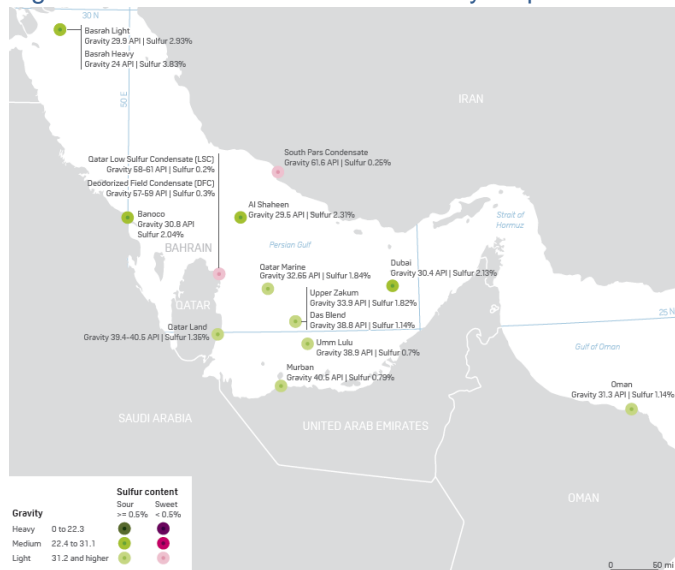 30 N
Basrah Light
Gravity 29.9 API | Sulfur 2.93%
Basrah Heavy
Gravity 24 API | Sulfur 3.83%
50 E
IRAN
Qatar Low Sulfur Condensate (LSC)
Gravity 58-61 API | Sulfur 0.2%
Deodorized Field Condensate (DFC)
Gravity 57-59 API | Sulfur 0.3%
South Pars Condensate
Gravity 61.6 API | Sulfur 0.25%
Banoco
Gravity 30.8 API
Sulfur 2.04%
Al Shaheen
Gravity 29.5 API | Sulfur 2.31%
Strait of
Hormuz
BAHRAIN
Persian Gulf
Qatar Marine
Gravity 32.65 API | Sulfur 1.84%
Dubai
Gravity 30.4 API | Sulfur 2.13%
QATAR
Upper Zakum
Gravity 33.9 API | Sulfur 1.82%
Das Blend
Gravity 38.8 API | Sulfur 1.14%
25 N
Qatar Land
Gravity 39.4-40.5 API | Sulfur 1.35%
Umm Lulu
Gravity 38.9 API | Sulfur 0.7%
Gulf of Oman
Murban
Gravity 40.5 API | Sulfur 0.79%
Oman
Gravity 31.3 API | Sulfur 1.14%
SAUDI ARABIA
UNITED ARAB EMIRATES
OMAN
Sulfur content
Gravity
Sour
>= 0.5%
Sweet
< 0.5%
Heavy 0 to 22.3
Medium 22.4 to 31.1
Light 31.2 and higher
0 50 mi